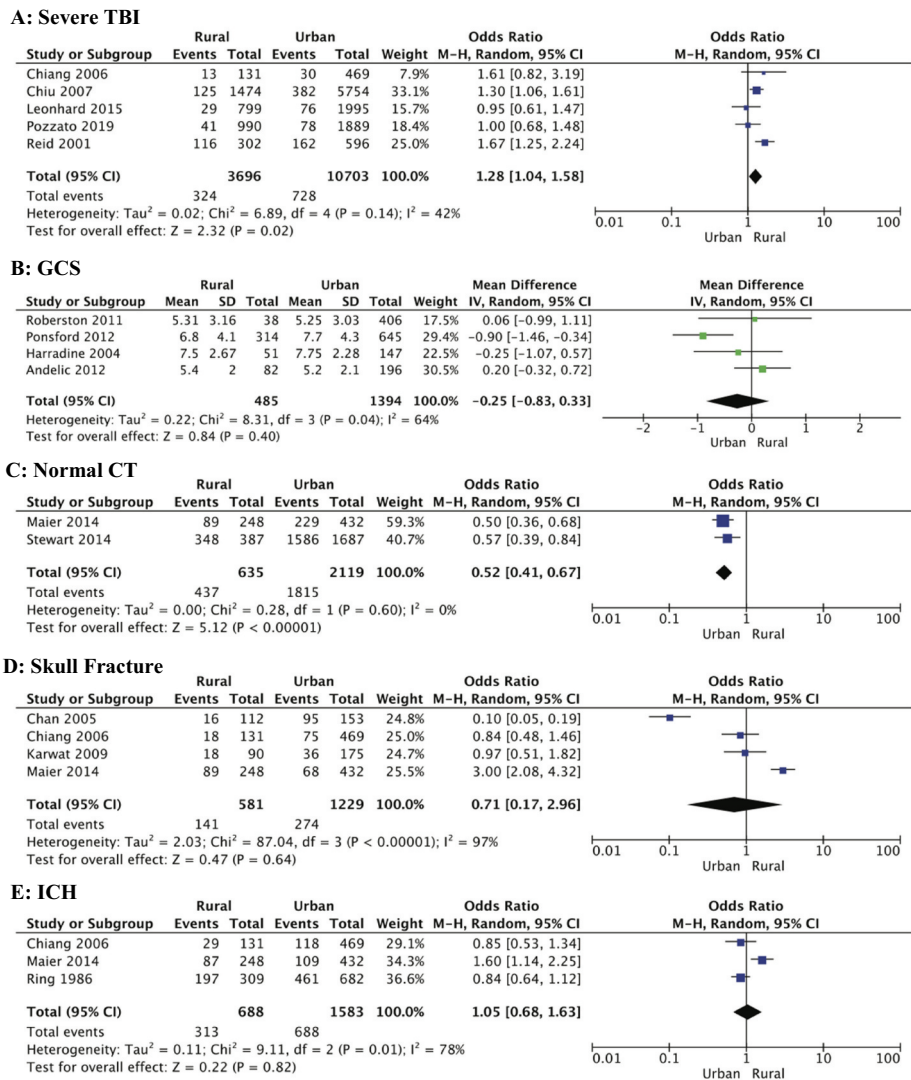 A: Severe TBI
Rural Urban Odds Ratio Odds Ratio
Study or Subgroup Events Total Events Total Weight M-H, Random, 95% CI M-H, Random, 95% CI
Chiang 2006 13 131 30 469 7.9% 1.61 [0.82, 3.19]
Chiu 2007 125 1474 382 5754 33.1% 1.30 [1.06, 1.61]
Leonhard 2015 29 799 76 1995 15.7% 0.95 [0.61, 1.47]
Pozzato 2019 41 990 78 1889 18.4% 1.00 [0.68, 1.48]
Reid 2001 116 302 162 596 25.0% 1.67 [1.25, 2.24]
Total (95% CI) 3696 10703 100.0% 1.28 [1.04, 1.58]
Total events 324 728
Heterogeneity: Tau² = 0.02; Chi² = 6.89, df = 4 (P = 0.14); I² = 42%
Test for overall effect: Z = 2.32 (P = 0.02)
0.01 0.1 1 10 100
Urban Rural
B: GCS
Rural Urban Mean Difference Mean Difference
Study or Subgroup Mean SD Total Mean SD Total Weight IV, Random, 95% CI IV, Random, 95% CI
Roberston 2011 5.31 3.16 38 5.25 3.03 406 17.5% 0.06 [-0.99, 1.11]
Ponsford 2012 6.8 4.1 314 7.7 4.3 645 29.4% -0.90 [-1.46, -0.34]
Harradine 2004 7.5 2.67 51 7.75 2.28 147 22.5% -0.25 [-1.07, 0.57]
Andelic 2012 5.4 2 82 5.2 2.1 196 30.5% 0.20 [-0.32, 0.72]
Total (95% CI) 485 1394 100.0% -0.25 [-0.83, 0.33]
Heterogeneity: Tau² = 0.22; Chi² = 8.31, df = 3 (P = 0.04); I² = 64%
Test for overall effect: Z = 0.84 (P = 0.40)
-2 -1 0 1 2
Urban Rural
C: Normal CT
Rural Urban Odds Ratio Odds Ratio
Study or Subgroup Events Total Events Total Weight M-H, Random, 95% CI M-H, Random, 95% CI
Maier 2014 89 248 229 432 59.3% 0.50 [0.36, 0.68]
Stewart 2014 348 387 1586 1687 40.7% 0.57 [0.39, 0.84]
Total (95% CI) 635 2119 100.0% 0.52 [0.41, 0.67]
Total events 437 1815
Heterogeneity: Tau² = 0.00; Chi² = 0.28, df = 1 (P = 0.60); I² = 0%
Test for overall effect: Z = 5.12 (P < 0.00001)
0.01 0.1 1 10 100
Urban Rural
D: Skull Fracture
Rural Urban Odds Ratio Odds Ratio
Study or Subgroup Events Total Events Total Weight M-H, Random, 95% CI M-H, Random, 95% CI
Chan 2005 16 112 95 153 24.8% 0.10 [0.05, 0.19]
Chiang 2006 18 131 75 469 25.0% 0.84 [0.48, 1.46]
Karwat 2009 18 90 36 175 24.7% 0.97 [0.51, 1.82]
Maier 2014 89 248 68 432 25.5% 3.00 [2.08, 4.32]
Total (95% CI) 581 1229 100.0% 0.71 [0.17, 2.96]
Total events 141 274
Heterogeneity: Tau² = 2.03; Chi² = 87.04, df = 3 (P < 0.00001); I² = 97%
Test for overall effect: Z = 0.47 (P = 0.64)
0.01 0.1 1 10 100
Urban Rural
E: ICH
Rural Urban Odds Ratio Odds Ratio
Study or Subgroup Events Total Events Total Weight M-H, Random, 95% CI M-H, Random, 95% CI
Chiang 2006 29 131 118 469 29.1% 0.85 [0.53, 1.34]
Maier 2014 87 248 109 432 34.3% 1.60 [1.14, 2.25]
Ring 1986 197 309 461 682 36.6% 0.84 [0.64, 1.12]
Total (95% CI) 688 1583 100.0% 1.05 [0.68, 1.63]
Total events 313 688
Heterogeneity: Tau² = 0.11; Chi² = 9.11, df = 2 (P = 0.01); I² = 78%
Test for overall effect: Z = 0.22 (P = 0.82)
0.01 0.1 1 10 100
Urban Rural